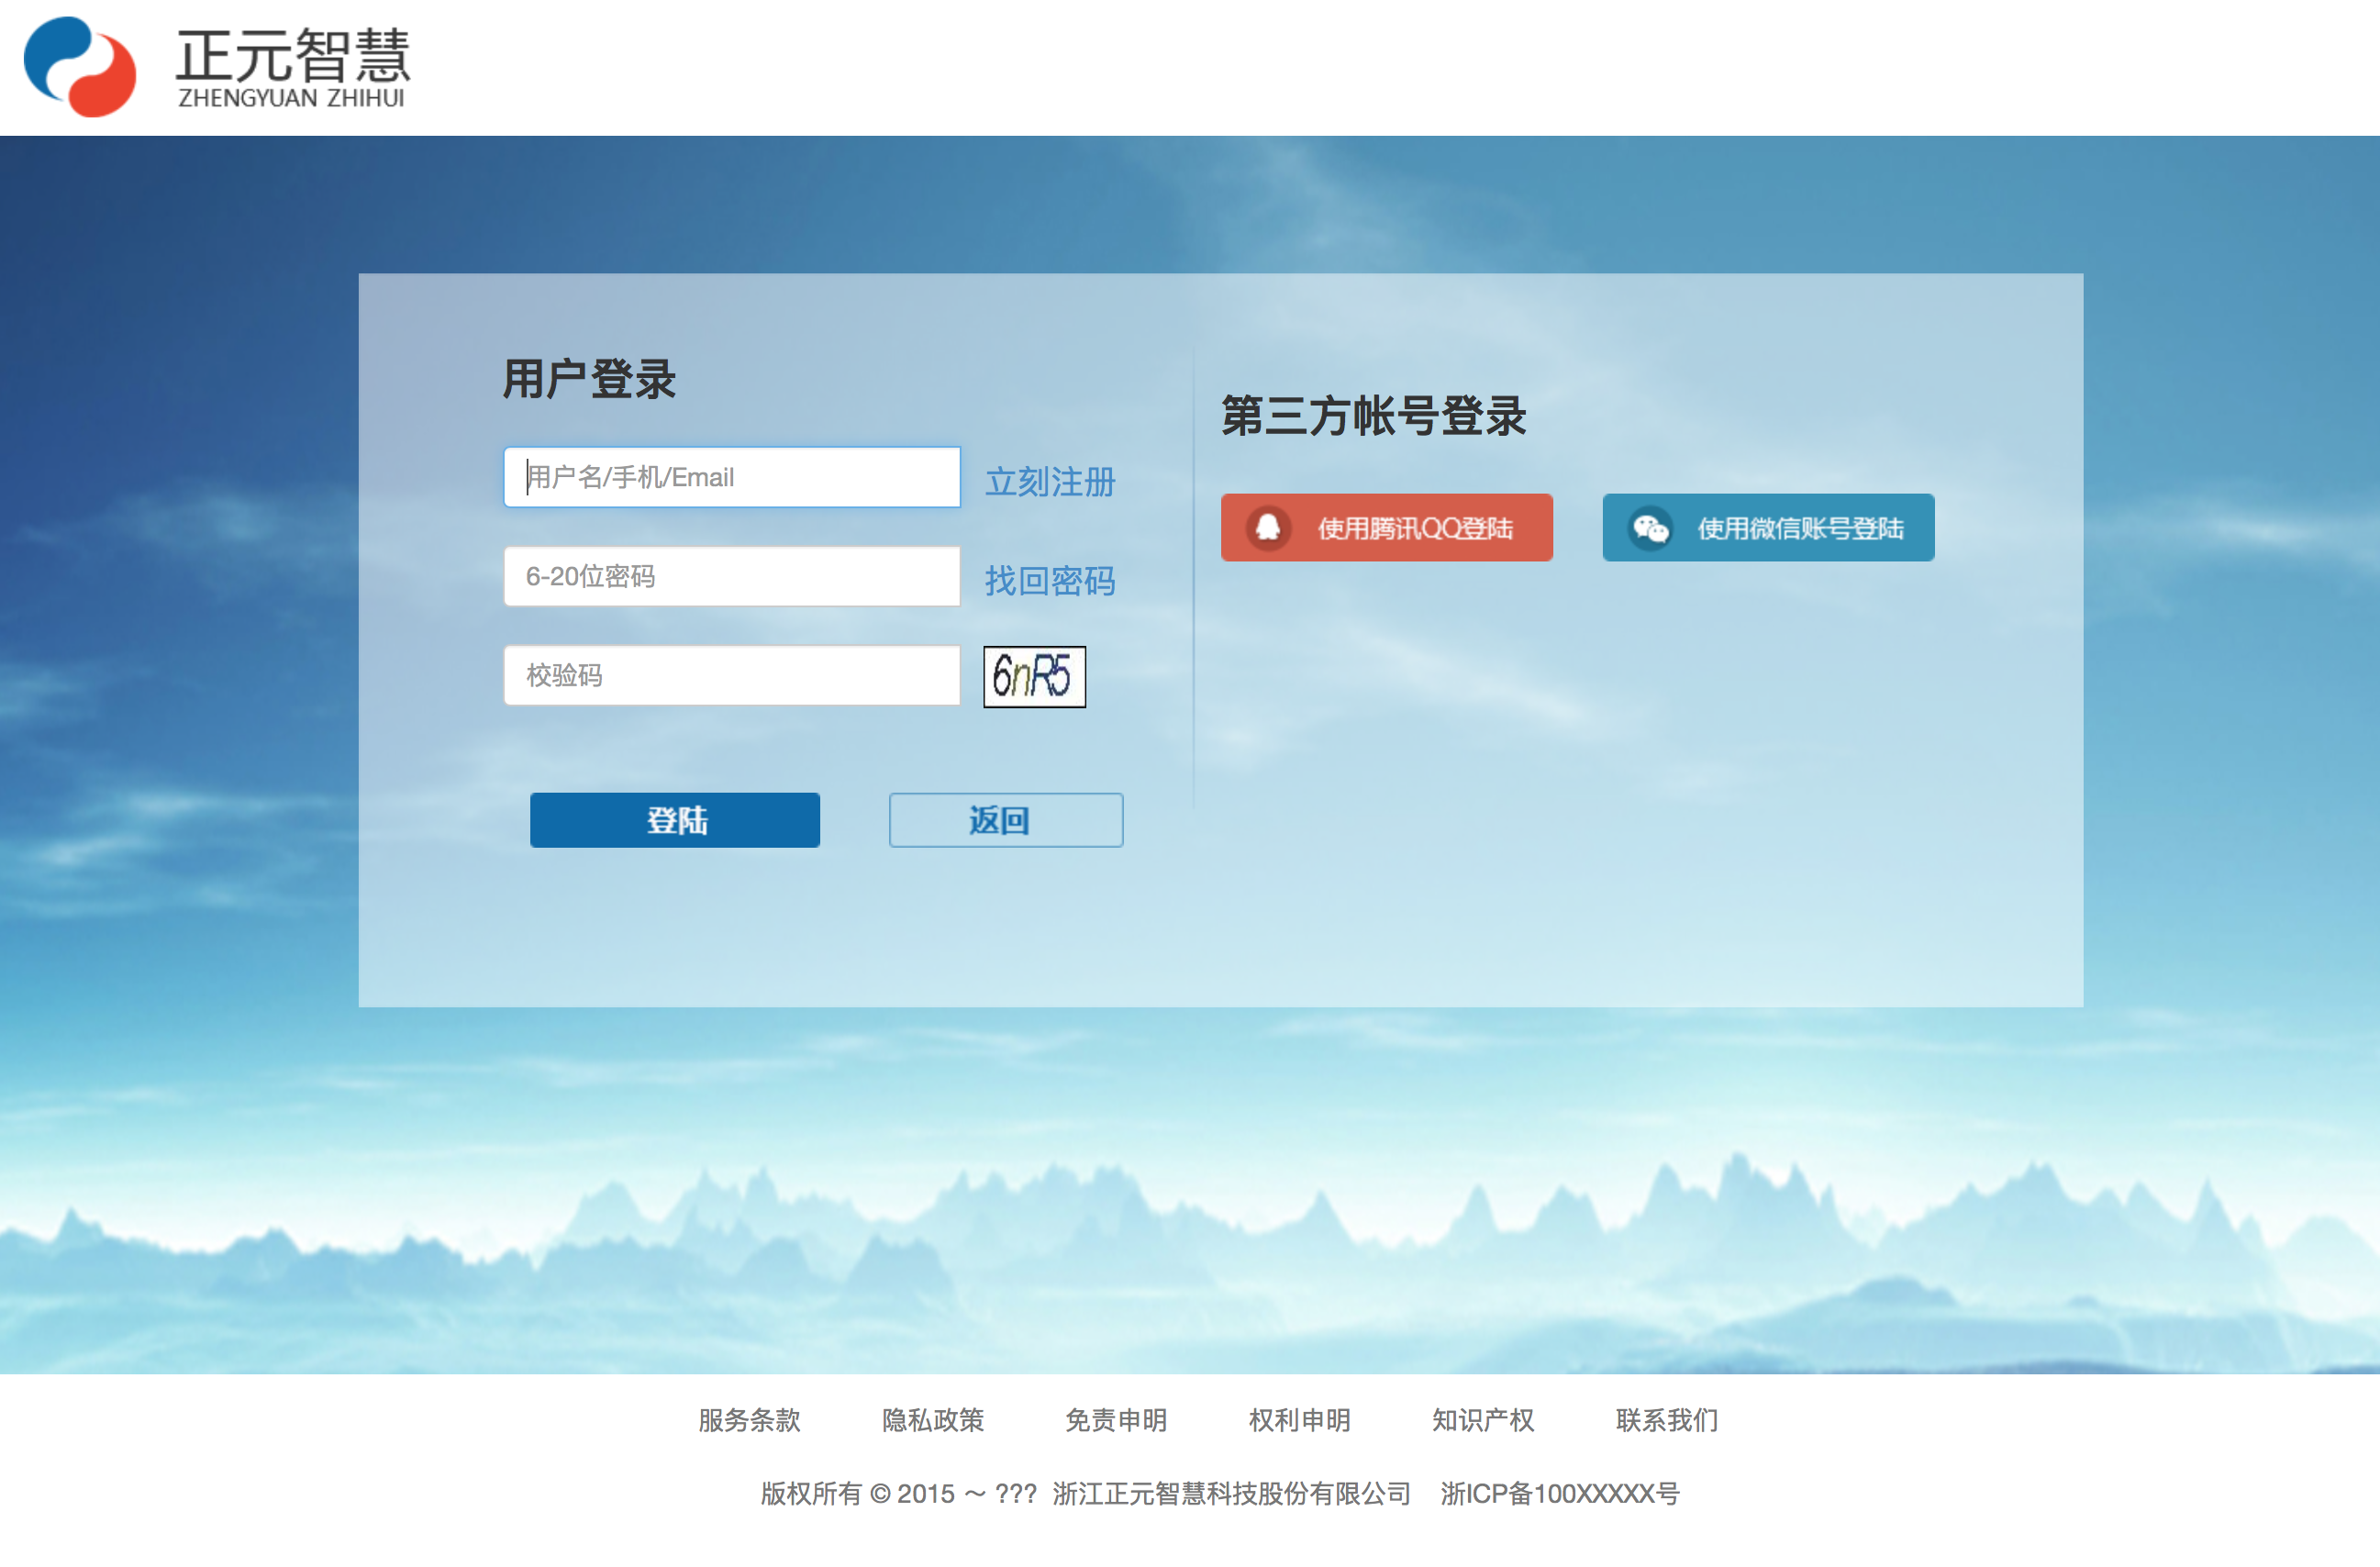 正元智慧
ZHENGYUAN ZHIHUI
用户登录
用户名/手机/Email 立刻注册
6-20位密码 找回密码
校验码 6nR5
登陆 返回
第三方帐号登录
使用腾讯QQ登陆 使用微信账号登陆
服务条款 隐私政策 免责申明 权利申明 知识产权 联系我们
版权所有 © 2015 ～ ??? 浙江正元智慧科技股份有限公司 浙ICP备100XXXXX号